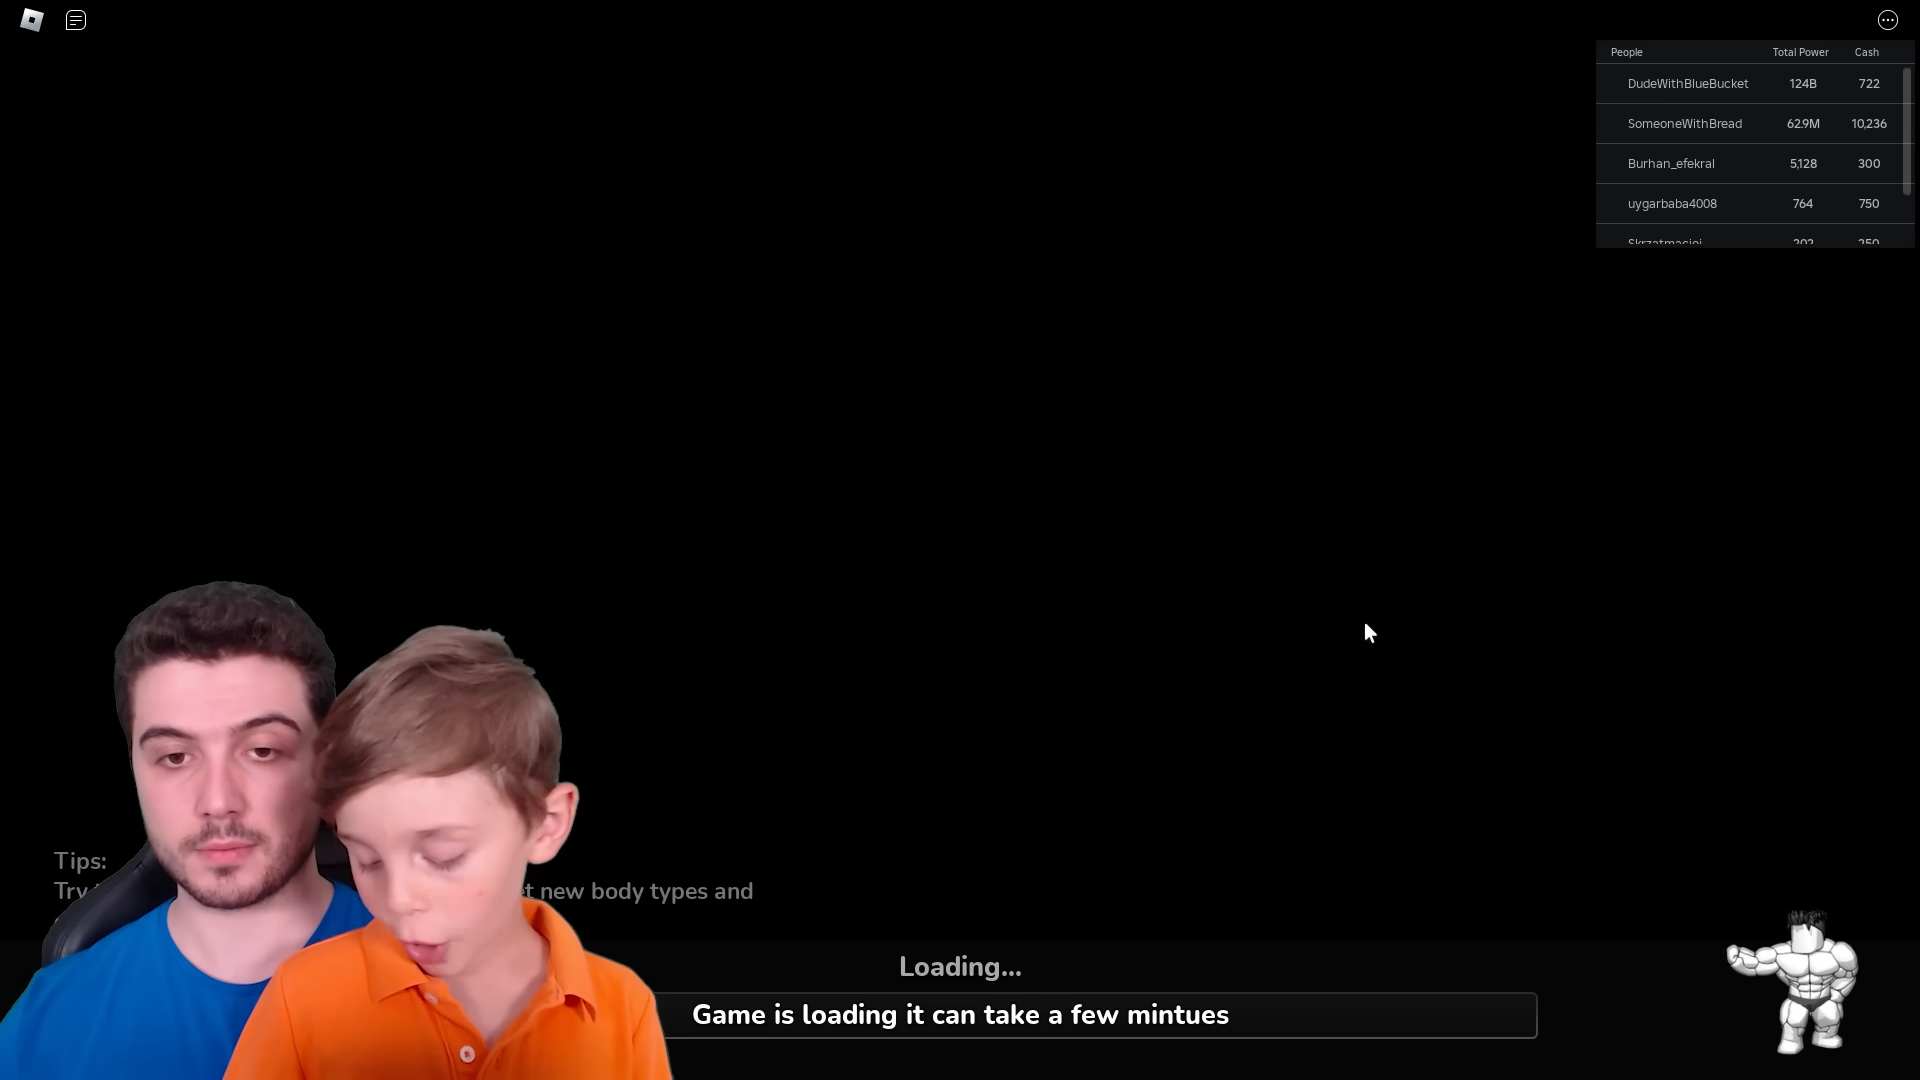 People Total Power Cash
DudeWithBlueBucket 124B 722
SomeoneWithBread 62.9M 10,236
Burhan_efekral 5,128 300
uygarbaba4008 764 750
Tips:
Try
new body types and
Loading...
Game is loading it can take a few mintues